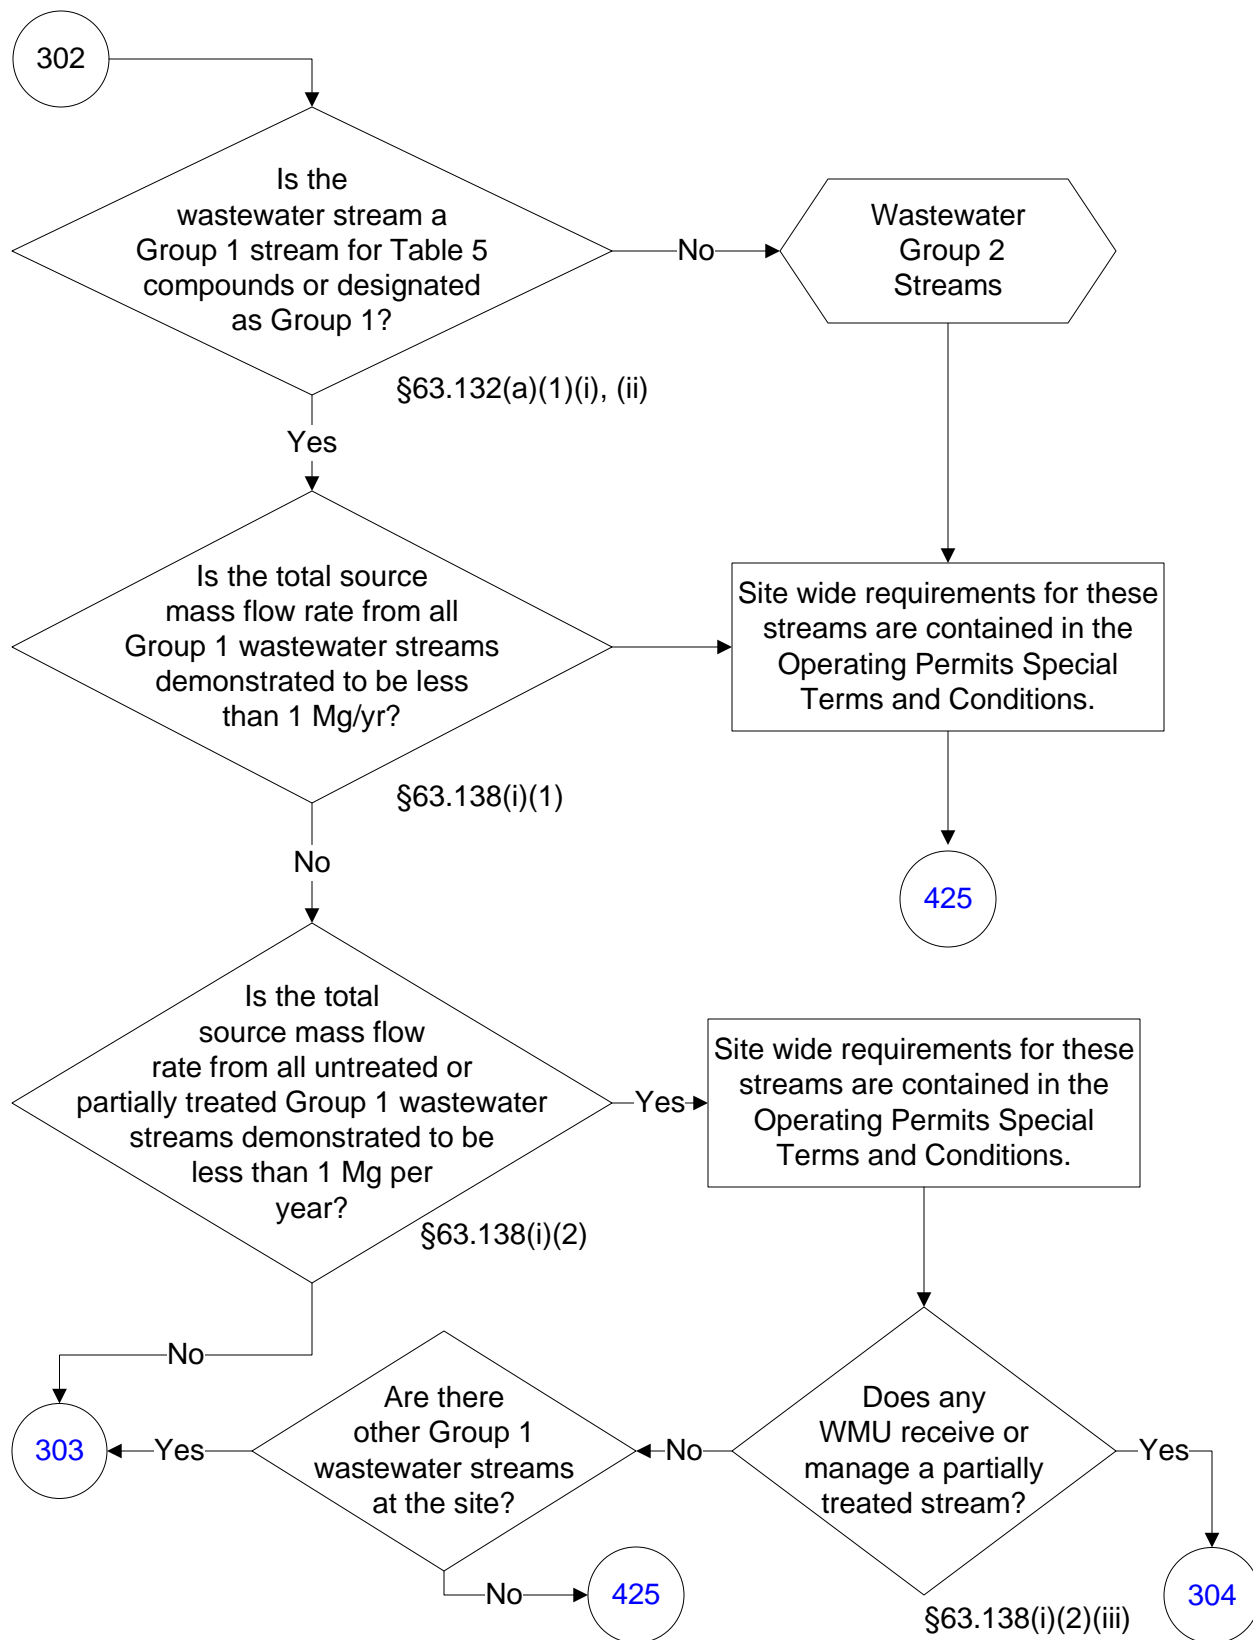 302
Is the
wastewater stream a
Group 1 stream for Table 5
compounds or designated
as Group 1?
No
Wastewater
Group 2
Streams
§63.132(a)(1)(i), (ii)
Yes
Is the total source
mass flow rate from all
Group 1 wastewater streams
demonstrated to be less
than 1 Mg/yr?
Site wide requirements for these
streams are contained in the
Operating Permits Special
Terms and Conditions.
§63.138(i)(1)
No
425
Is the total
source mass flow
rate from all untreated or
partially treated Group 1 wastewater
streams demonstrated to be
less than 1 Mg per
year?
Yes
Site wide requirements for these
streams are contained in the
Operating Permits Special
Terms and Conditions.
§63.138(i)(2)
No
303
Yes
Are there
other Group 1
wastewater streams
at the site?
No
Does any
WMU receive or
manage a partially
treated stream?
Yes
No
425
§63.138(i)(2)(iii)
304